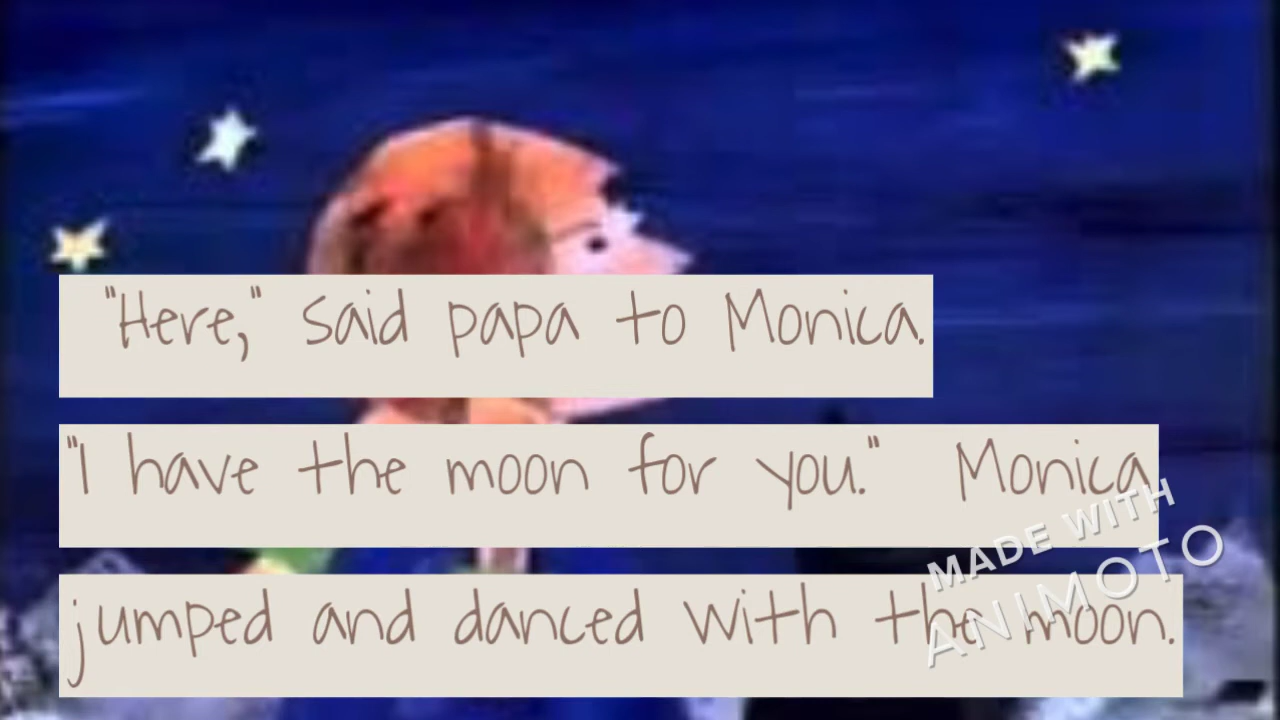 "Here," said papa to Monica.
"I have the moon for you."  Monica
jumped and danced with the moon.
MADE WITH
ANIMOTO